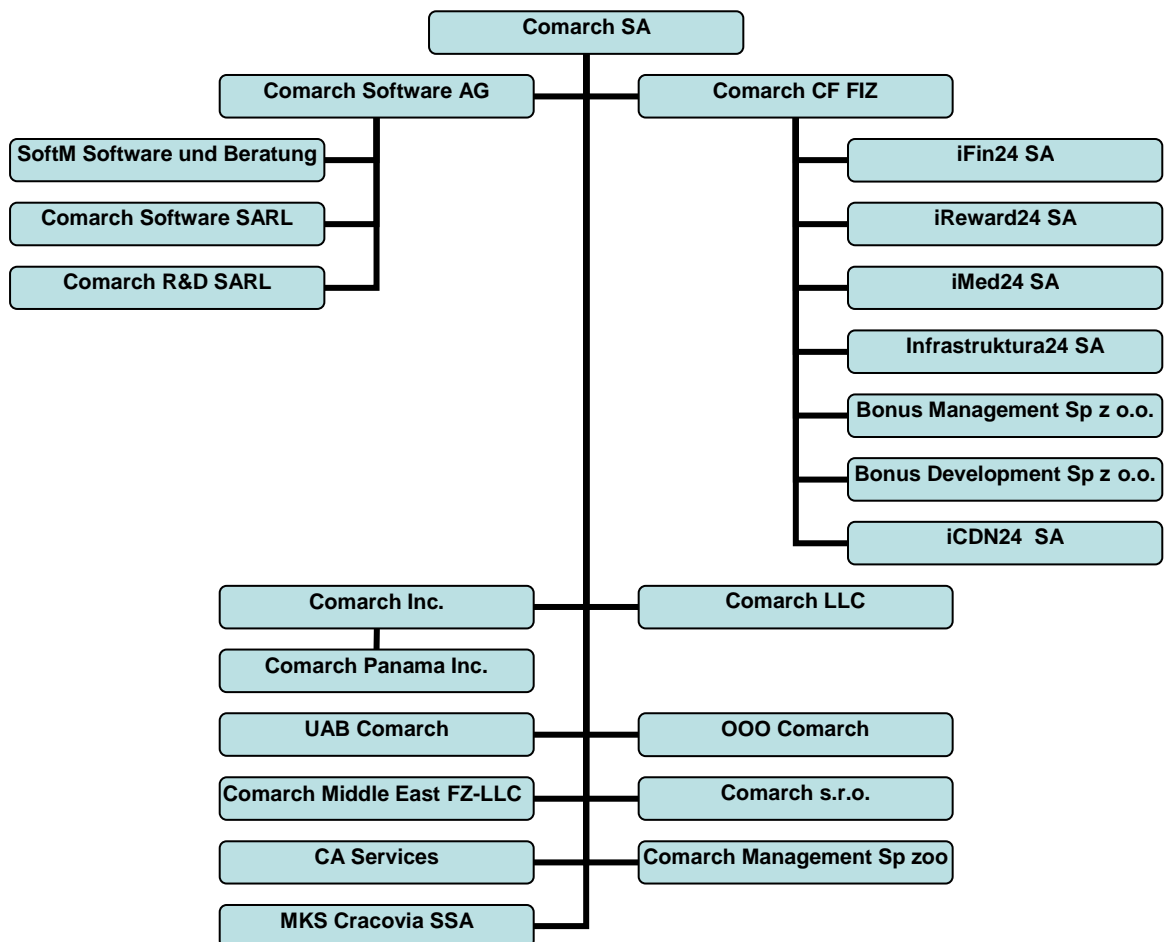 Comarch SA
Comarch Software AG
Comarch CF FIZ
SoftM Software und Beratung
Comarch Software SARL
Comarch R&D SARL
iFin24 SA
iReward24 SA
iMed24 SA
Infrastruktura24 SA
Bonus Management Sp z o.o.
Bonus Development Sp z o.o.
iCDN24 SA
Comarch Inc.
Comarch LLC
Comarch Panama Inc.
UAB Comarch
OOO Comarch
Comarch Middle East FZ-LLC
Comarch s.r.o.
CA Services
Comarch Management Sp zoo
MKS Cracovia SSA